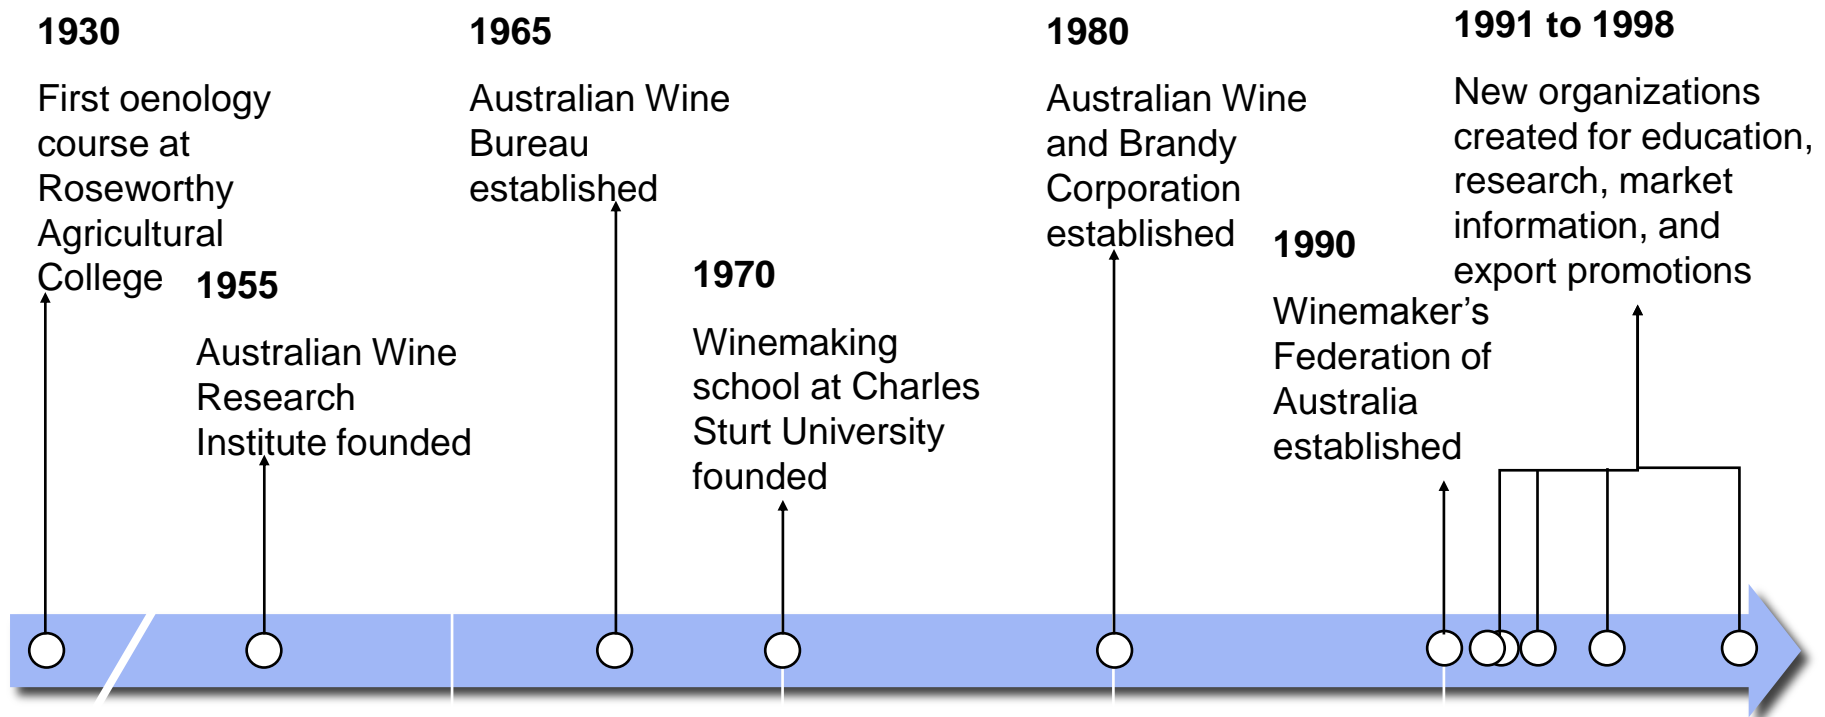 1930
First oenology
course at
Roseworthy
Agricultural
College
1955
Australian Wine
Research
Institute founded
1965
Australian Wine
Bureau
established
1970
Winemaking
school at Charles
Sturt University
founded
1980
Australian Wine
and Brandy
Corporation
established
1990
Winemaker’s
Federation of
Australia
established
1991 to 1998
New organizations
created for education,
research, market
information, and
export promotions